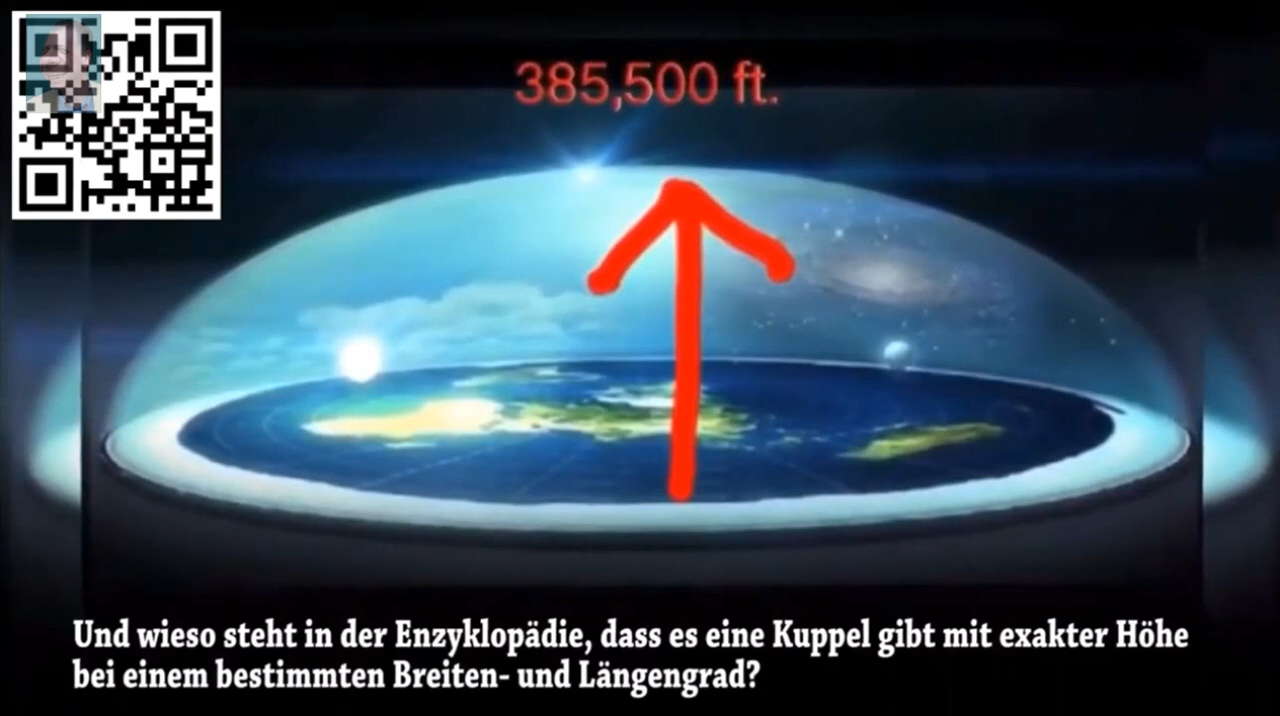 385,500 ft.
Und wieso steht in der Enzyklopädie, dass es eine Kuppel gibt mit exakter Höhe
bei einem bestimmten Breiten- und Längengrad?